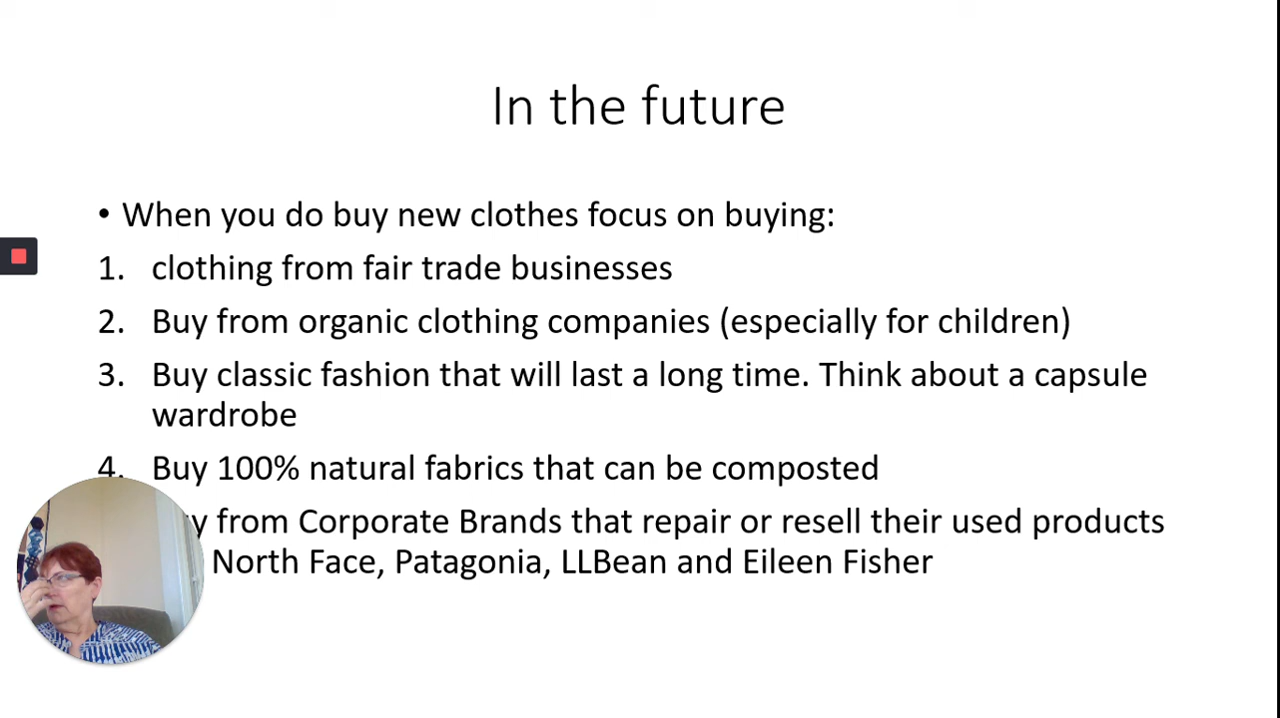 In the future
• When you do buy new clothes focus on buying:
1. clothing from fair trade businesses
2. Buy from organic clothing companies (especially for children)
3. Buy classic fashion that will last a long time. Think about a capsule
wardrobe
4. Buy 100% natural fabrics that can be composted
from Corporate Brands that repair or resell their used products
North Face, Patagonia, LLBean and Eileen Fisher